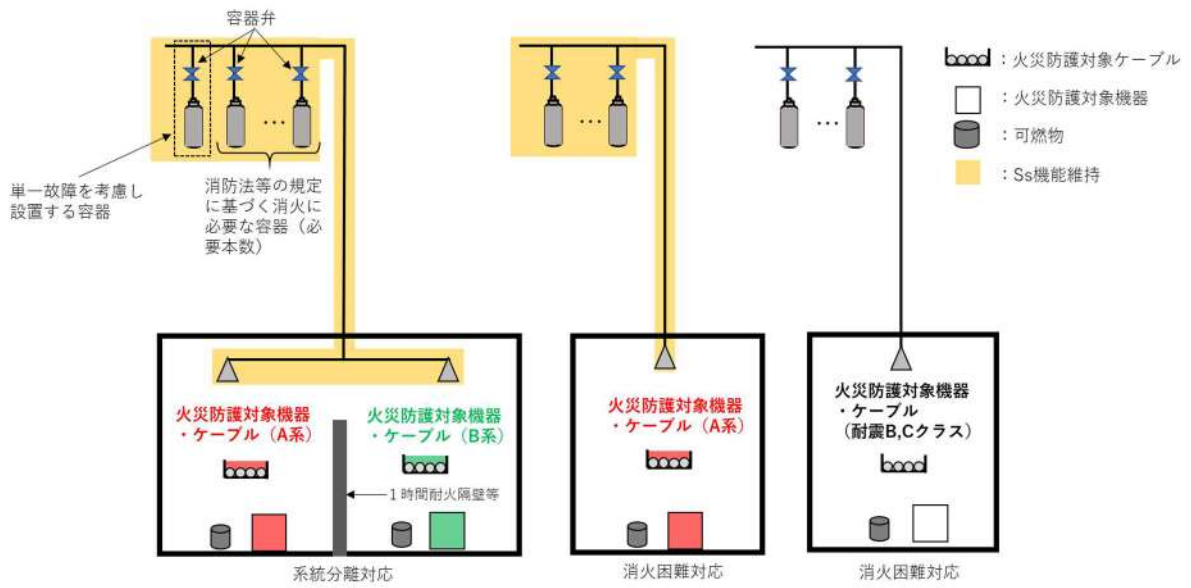 容器弁
単一故障を考慮し
設置する容器
消防法等の規定
に基づく消火に
必要な容器（必
要本数）
…
…
…
：火災防護対象ケーブル
：火災防護対象機器
：可燃物
：Ss機能維持
火災防護対象機器
・ケーブル（A系）
火災防護対象機器
・ケーブル（B系）
1時間耐火隔壁等
系統分離対応
火災防護対象機器
・ケーブル（A系）
消火困難対応
火災防護対象機器
・ケーブル
（耐震B,Cクラス）
消火困難対応